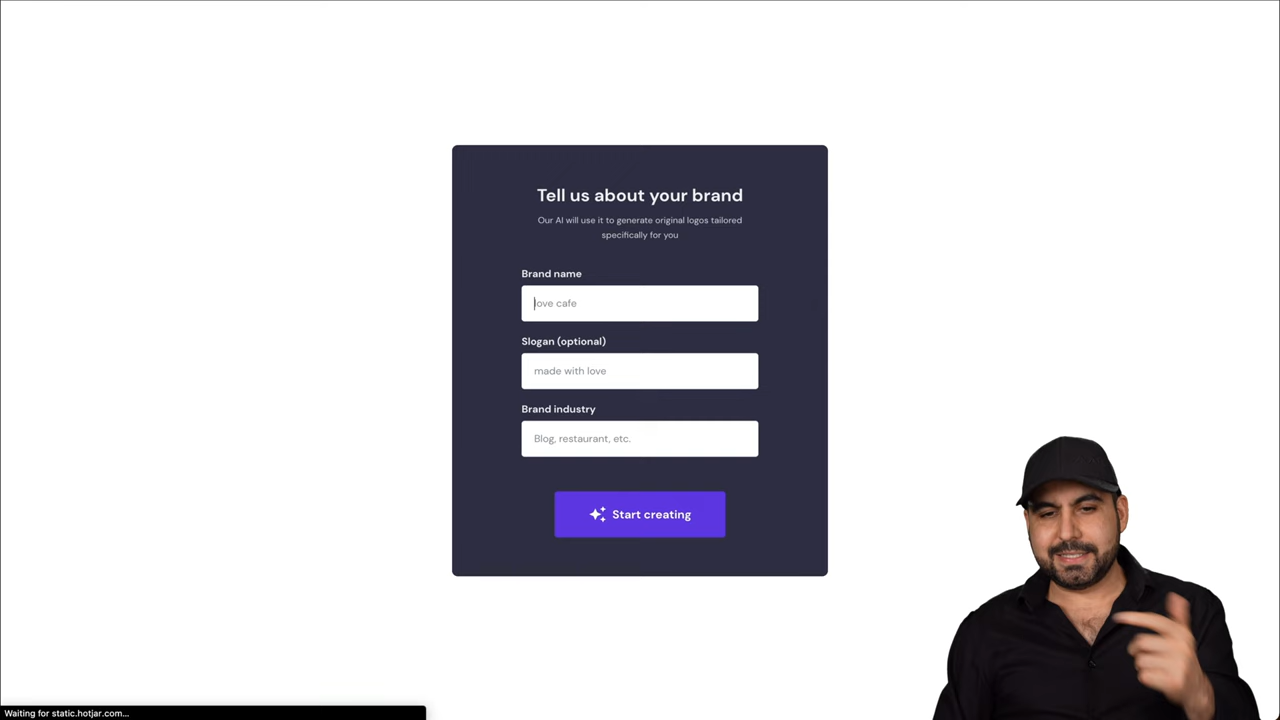 Tell us about your brand
Our AI will use it to generate original logos tailored
specifically for you
Brand name
love cafe
Slogan (optional)
made with love
Brand industry
Blog, restaurant, etc.
Start creating
Waiting for static.hotjar.com...